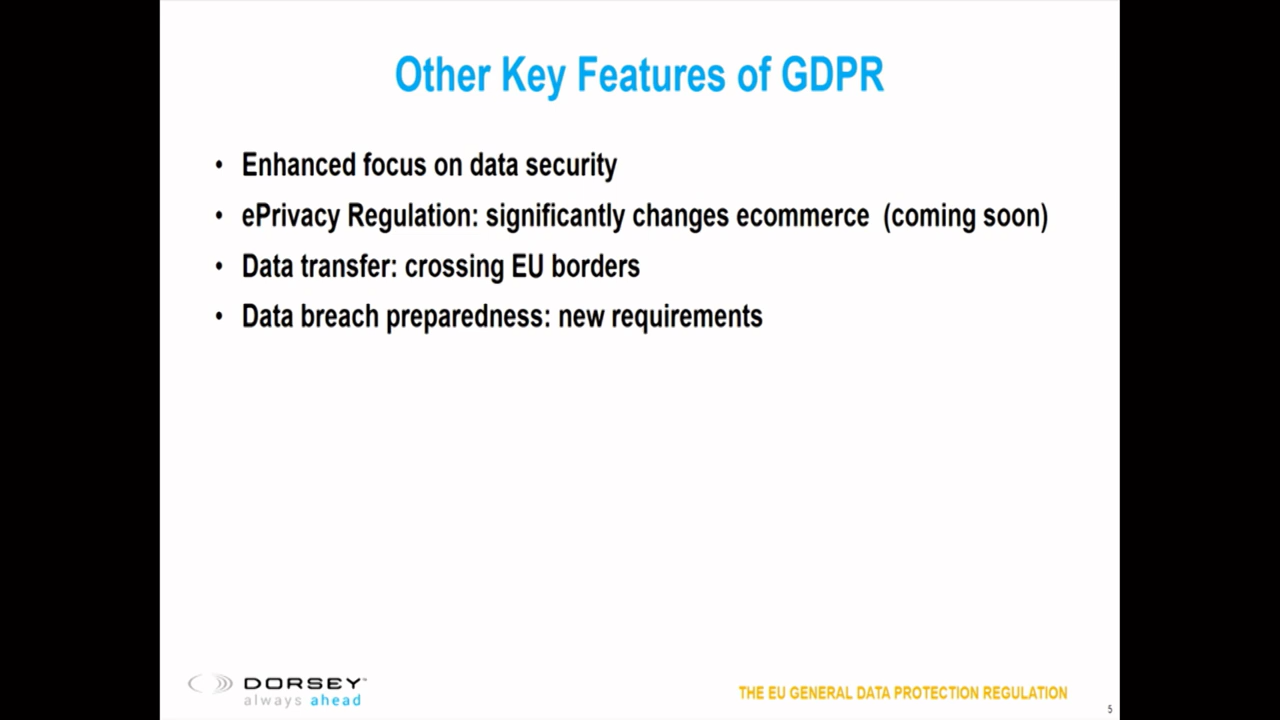 Other Key Features of GDPR
• Enhanced focus on data security
• ePrivacy Regulation: significantly changes ecommerce (coming soon)
• Data transfer: crossing EU borders
• Data breach preparedness: new requirements
DORSEY™
always ahead
THE EU GENERAL DATA PROTECTION REGULATION
5